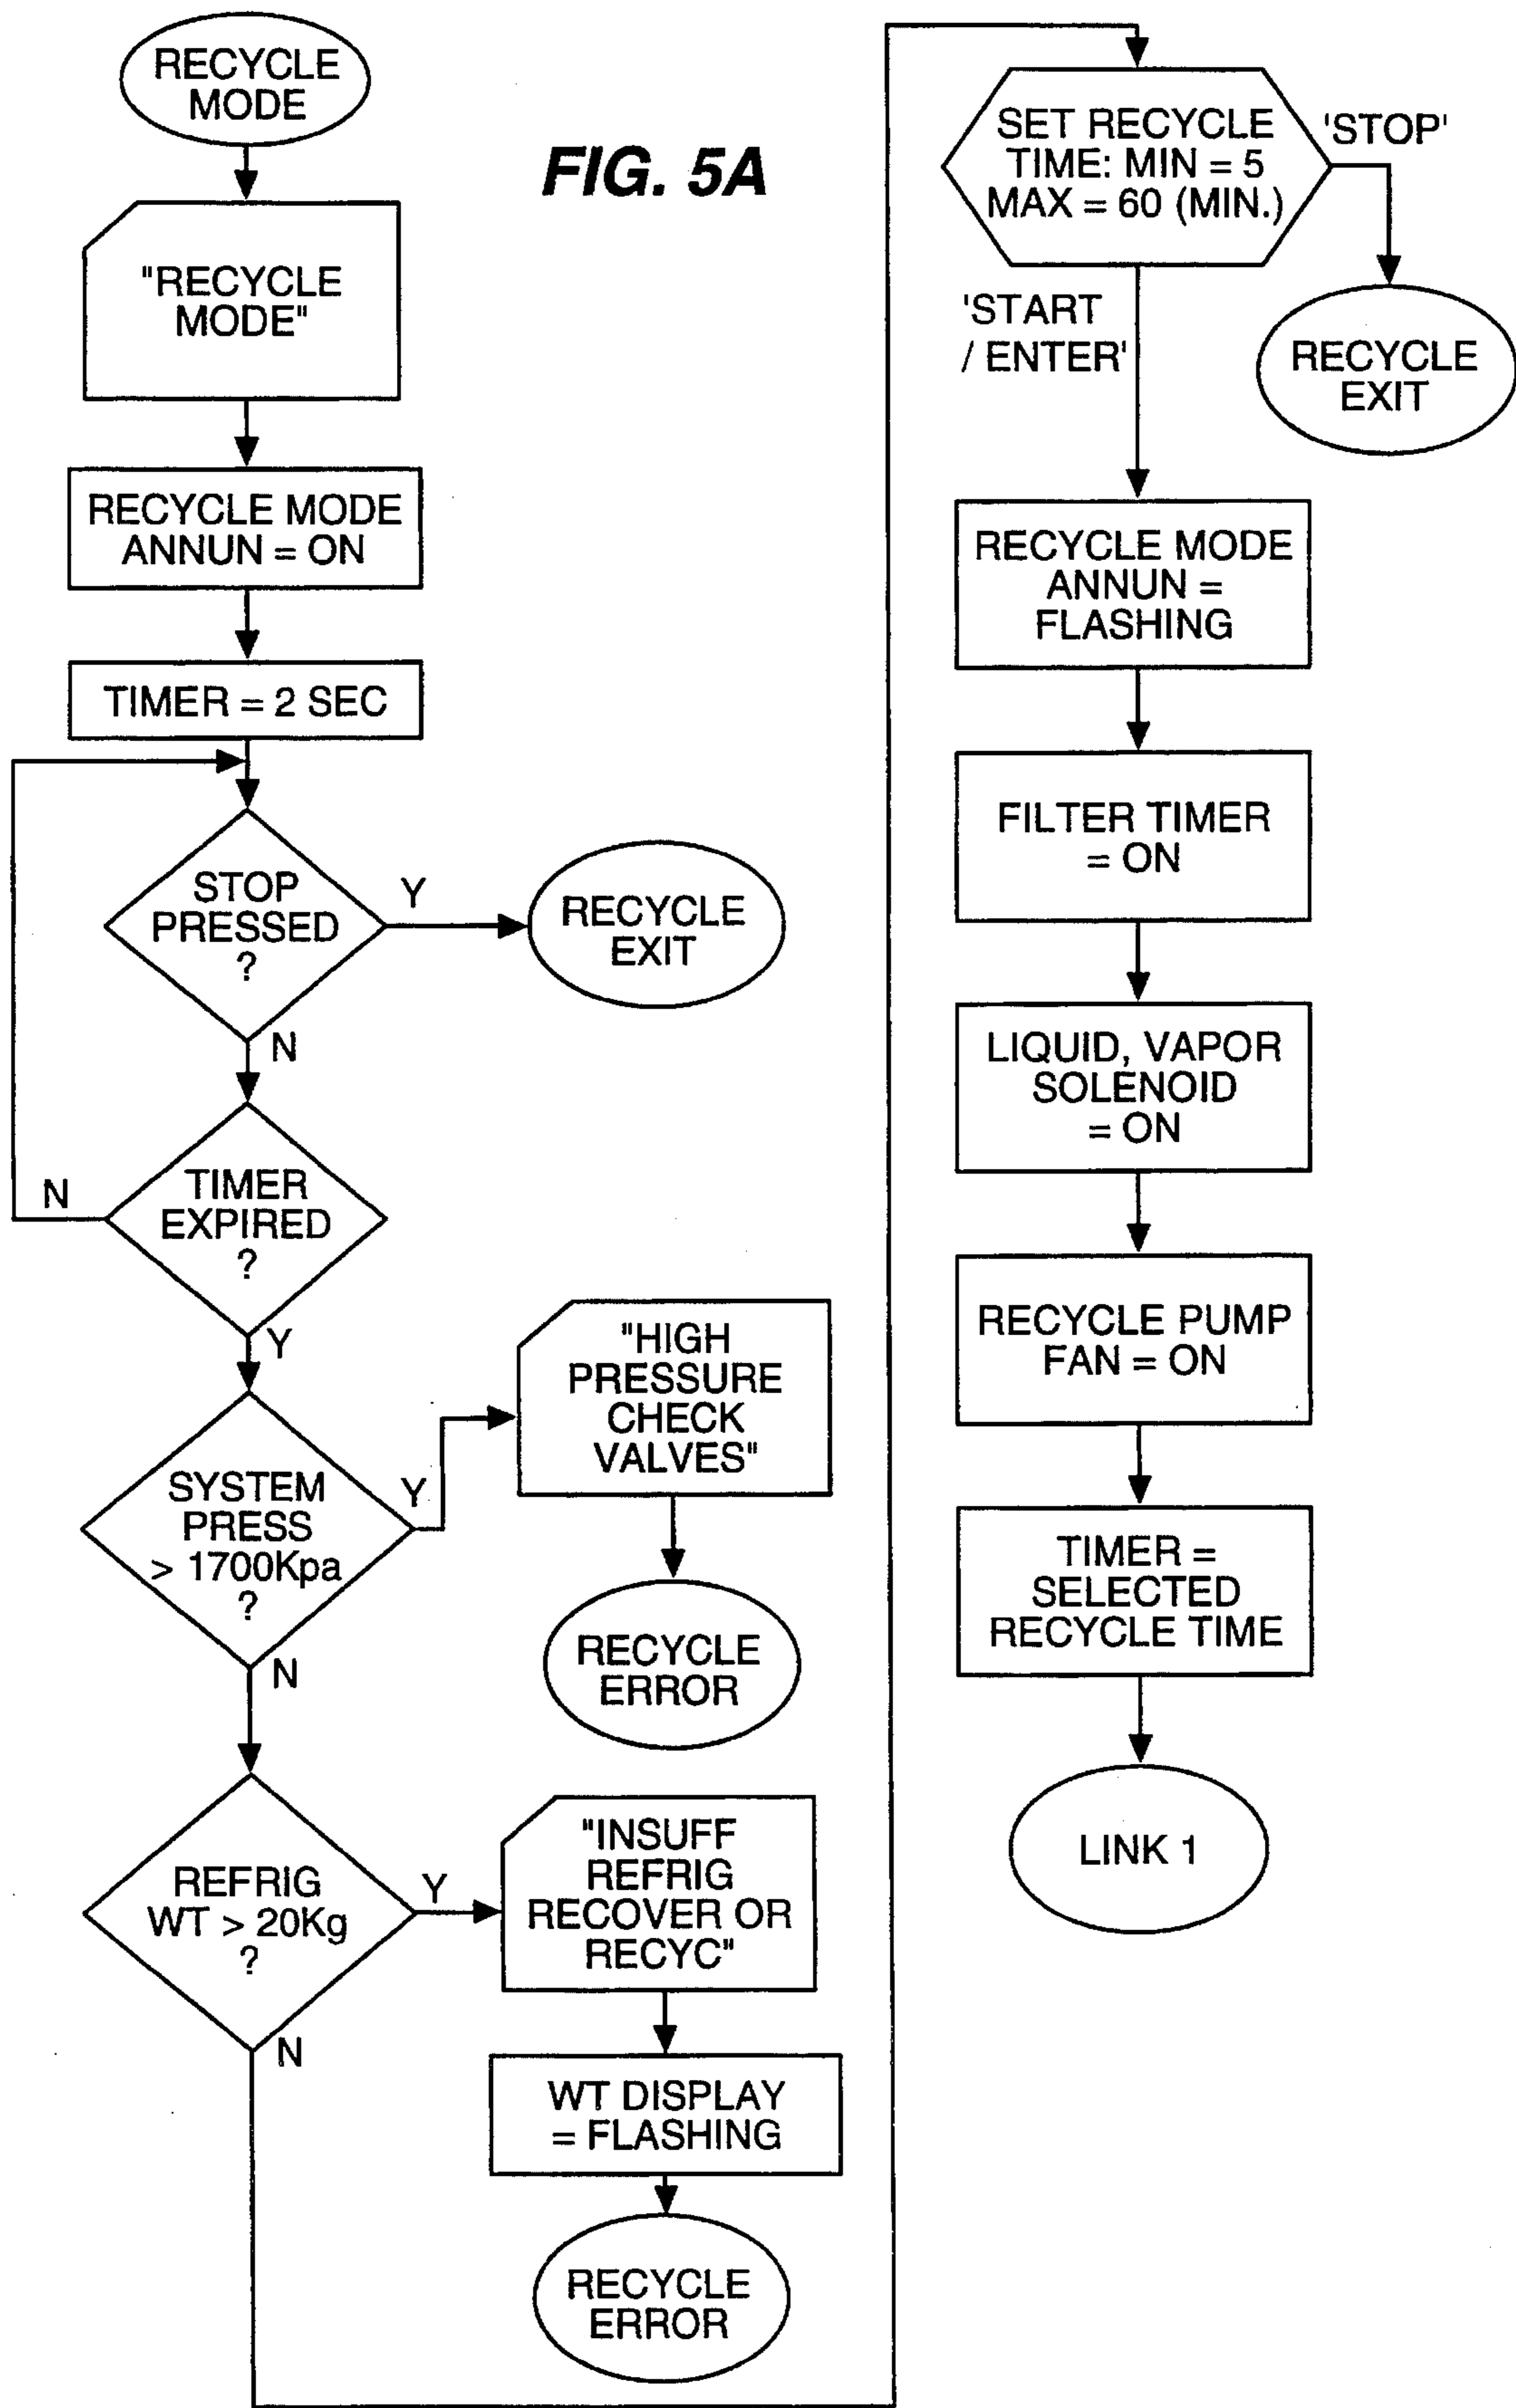 FIG. 5A
RECYCLE
MODE
"RECYCLE
MODE"
RECYCLE MODE
ANNUN = ON
TIMER = 2 SEC
STOP
PRESSED
?
Y
RECYCLE
EXIT
N
TIMER
EXPIRED
?
N
Y
SYSTEM
PRESS
> 1700Kpa
?
Y
"HIGH
PRESSURE
CHECK
VALVES"
RECYCLE
ERROR
N
REFRIG
WT > 20Kg
?
Y
"INSUFF
REFRIG
RECOVER OR
RECYC"
WT DISPLAY
= FLASHING
RECYCLE
ERROR
N
SET RECYCLE
TIME: MIN = 5
MAX = 60 (MIN.)
'STOP'
RECYCLE
EXIT
'START
/ ENTER'
RECYCLE MODE
ANNUN =
FLASHING
FILTER TIMER
= ON
LIQUID, VAPOR
SOLENOID
= ON
RECYCLE PUMP
FAN = ON
TIMER =
SELECTED
RECYCLE TIME
LINK 1